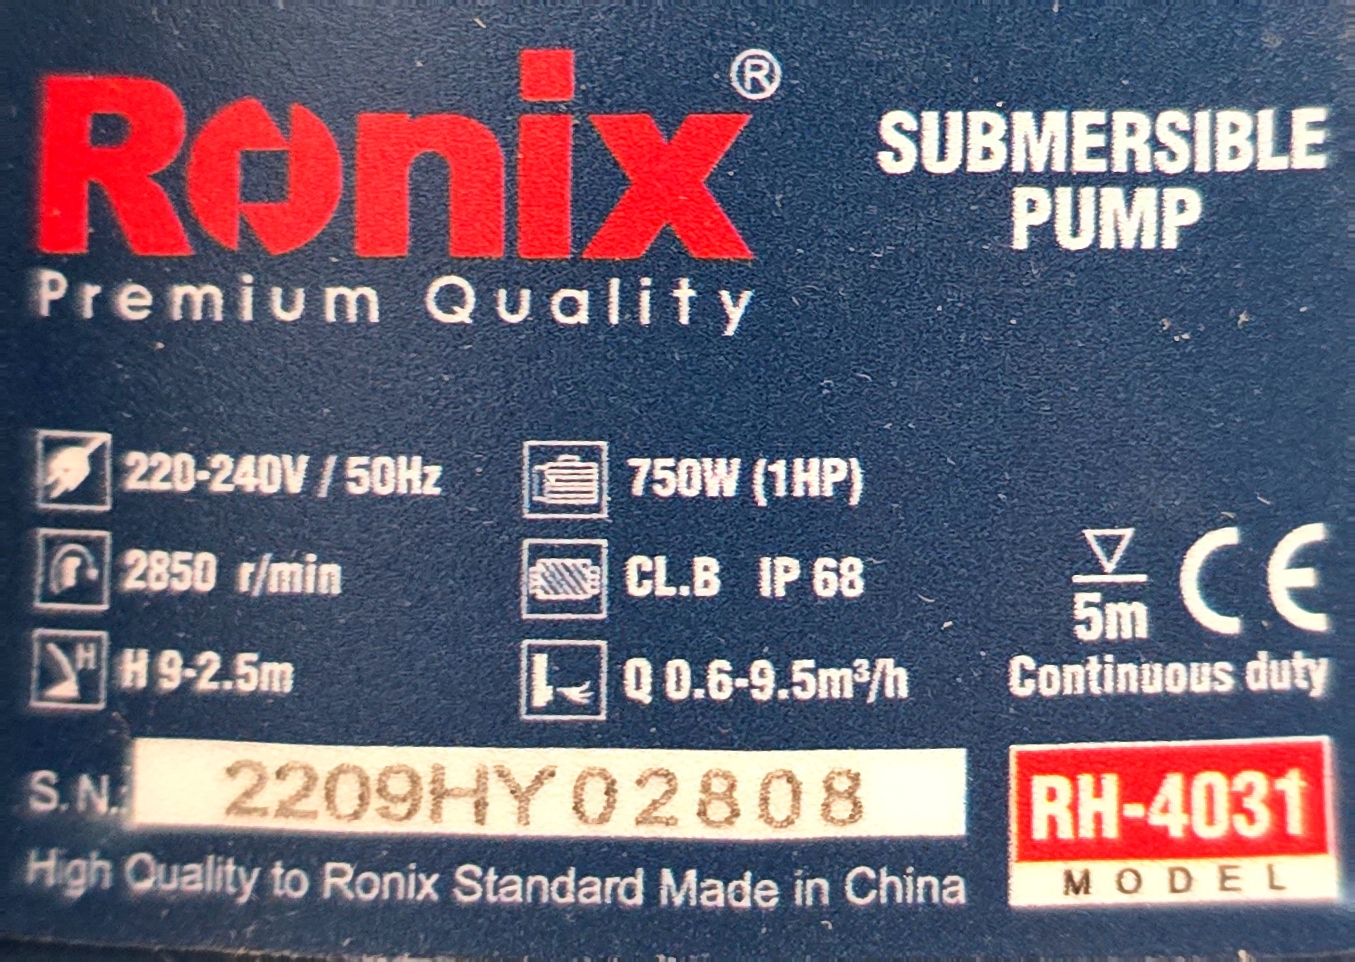 Ronix®
Premium Quality
SUBMERSIBLE
PUMP
220-240V / 50Hz
750W (1HP)
2850 r/min
CL.B IP 68
H
H 9-2.5m
Q 0.6-9.5m³/h
5m
CE
Continuous duty
S.N.: 2209HY02808
RH-4031
MODEL
High Quality to Ronix Standard Made in China